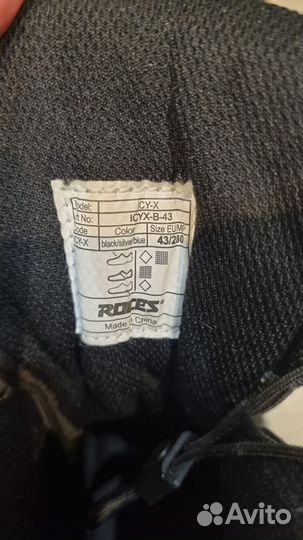 odel: ICY-X
rt No: ICYX-B-43
ode Color Size EU/MP
CY-X black/silver/blue 43/280
ROCES
Made in China
Avito